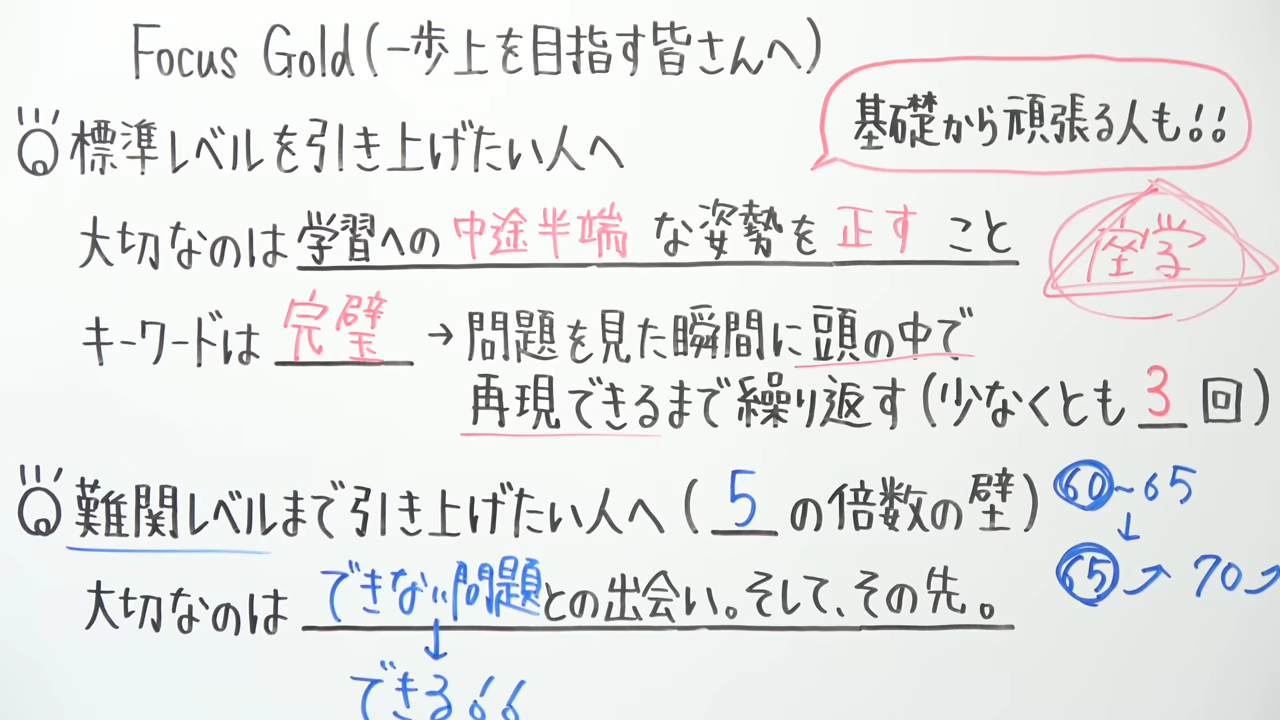 Focus Gold(一歩上を目指す皆さんへ)
基礎から頑張る人も!!
標準レベルを引き上げたい人へ
大切なのは学習への中途半端な姿勢を正すこと
座学
キーワードは 完璧 →問題を見た瞬間に頭の中で
再現できるまで繰り返す(少なくとも3回)
難関レベルまで引き上げたい人へ(5の倍数の壁)
60~65
↓
65↗ 70↗
大切なのはできない問題との出会い。そして、その先。
↓
できる!!